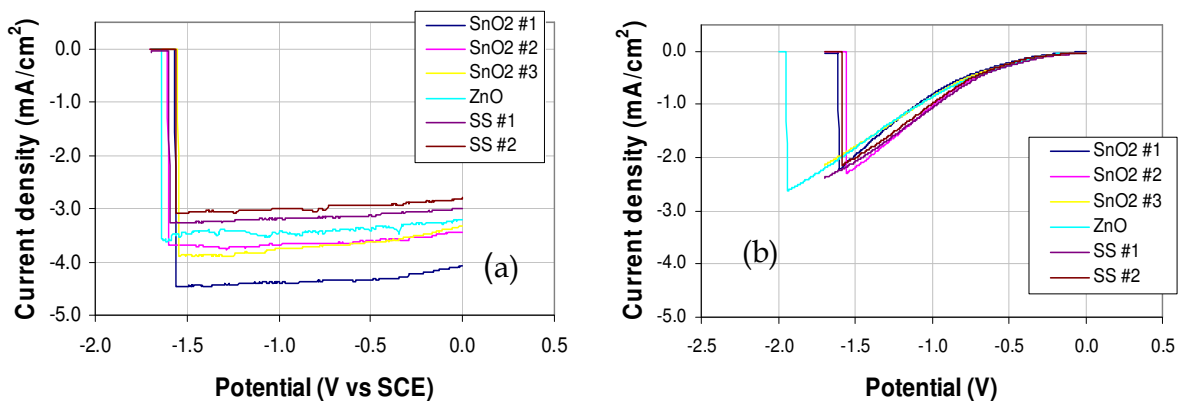 SnO2 #1
SnO2 #2
SnO2 #3
ZnO
SS #1
SS #2
0.0
-1.0
-2.0
-3.0
-4.0
-5.0
-2.0 -1.5 -1.0 -0.5 0.0
Current density (mA/cm²)
Potential (V vs SCE)
(a)
0.0
-1.0
-2.0
-3.0
-4.0
-5.0
-2.5 -2.0 -1.5 -1.0 -0.5 0.0 0.5
Current density (mA/cm²)
Potential (V)
(b)
SnO2 #1
SnO2 #2
SnO2 #3
ZnO
SS #1
SS #2